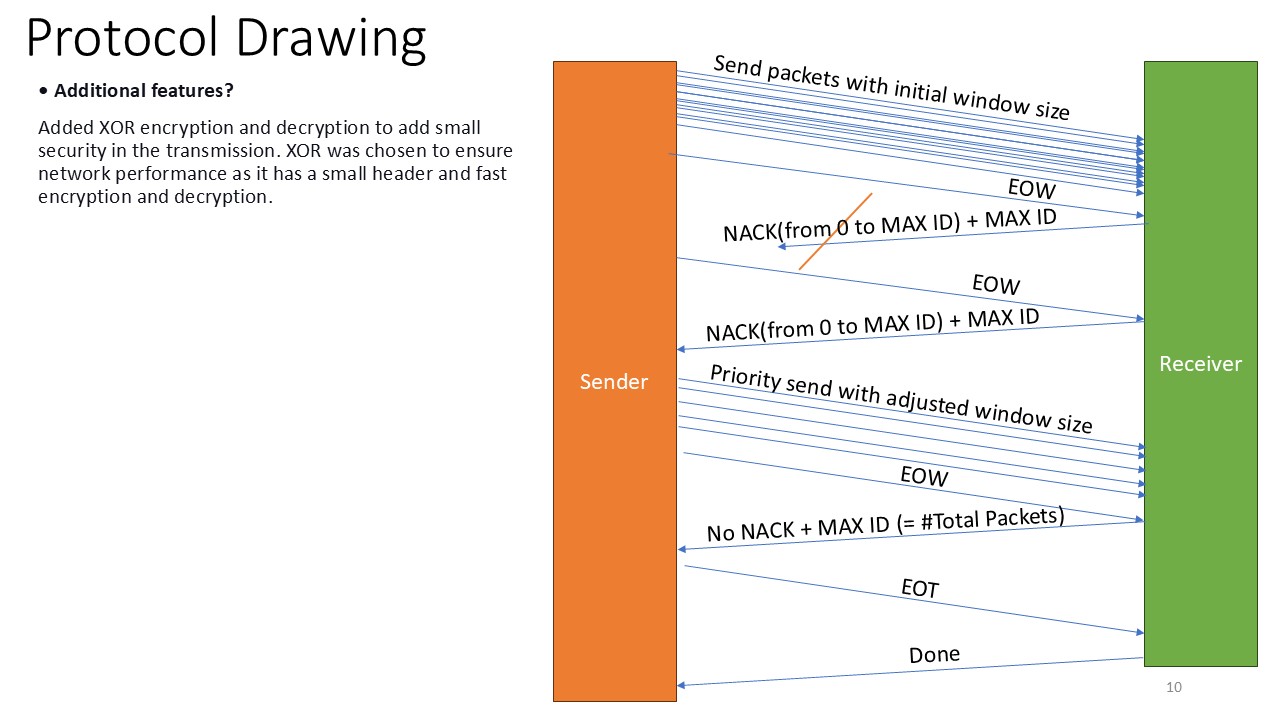 Protocol Drawing
• Additional features?
Added XOR encryption and decryption to add small
security in the transmission. XOR was chosen to ensure
network performance as it has a small header and fast
encryption and decryption.
Send packets with initial window size
EOW
NACK(from 0 to MAX ID) + MAX ID
EOW
NACK(from 0 to MAX ID) + MAX ID
Sender
Receiver
Priority send with adjusted window size
EOW
No NACK + MAX ID (= #Total Packets)
EOT
Done
10